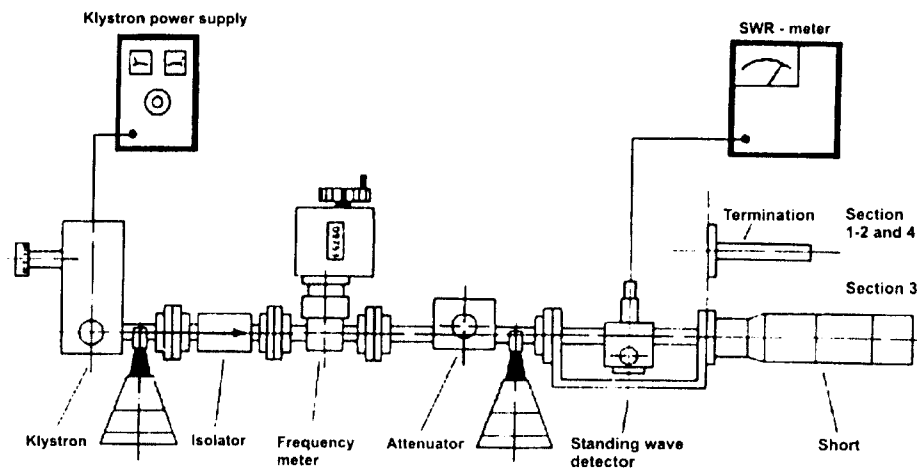 Klystron power supply
SWR - meter
Termination
Section
1-2 and 4
Section 3
Klystron
Isolator
Frequency
meter
Attenuator
Standing wave
detector
Short